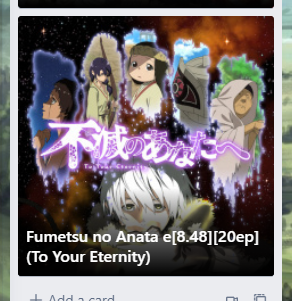 不滅のあなたへ
To Your Eternity
Fumetsu no Anata e[8.48][20ep]
(To Your Eternity)
+ Add a card